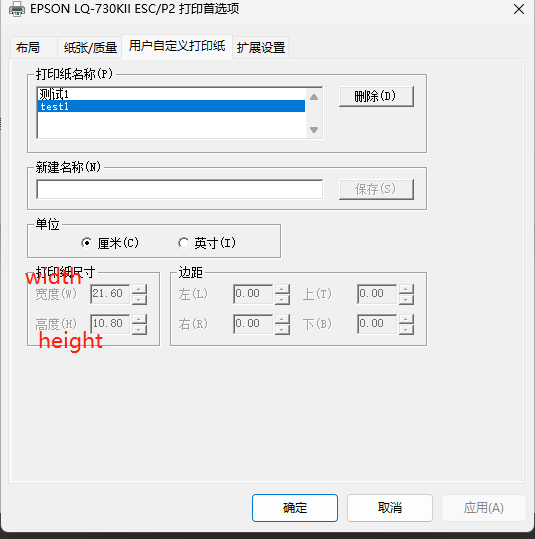 EPSON LQ-730KII ESC/P2 打印首选项
布局 纸张/质量 用户自定义打印纸 扩展设置
打印纸名称(P)
测试1
test1
删除(D)
新建名称(N)
保存(S)
单位
厘米(C) 英寸(I)
打印纸尺寸 边距
width
宽度(W) 21.60 左(L) 0.00 上(T) 0.00
高度(H) 10.80 右(R) 0.00 下(B) 0.00
height
确定 取消 应用(A)